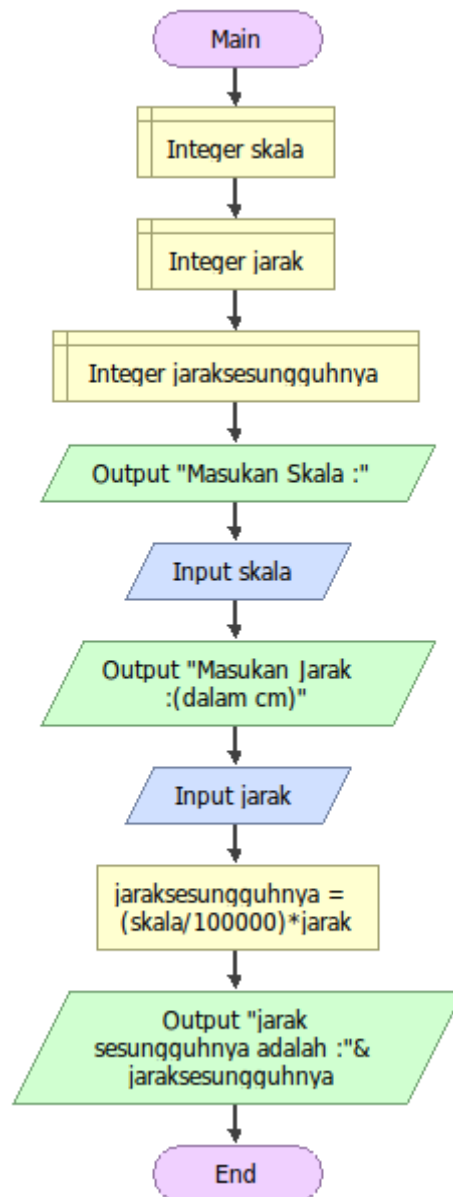 Main
Integer skala
Integer jarak
Integer jaraksesungguhnya
Output "Masukan Skala :"
Input skala
Output "Masukan Jarak
:(dalam cm)"
Input jarak
jaraksesungguhnya =
(skala/100000)*jarak
Output "jarak
sesungguhnya adalah :"&
jaraksesungguhnya
End